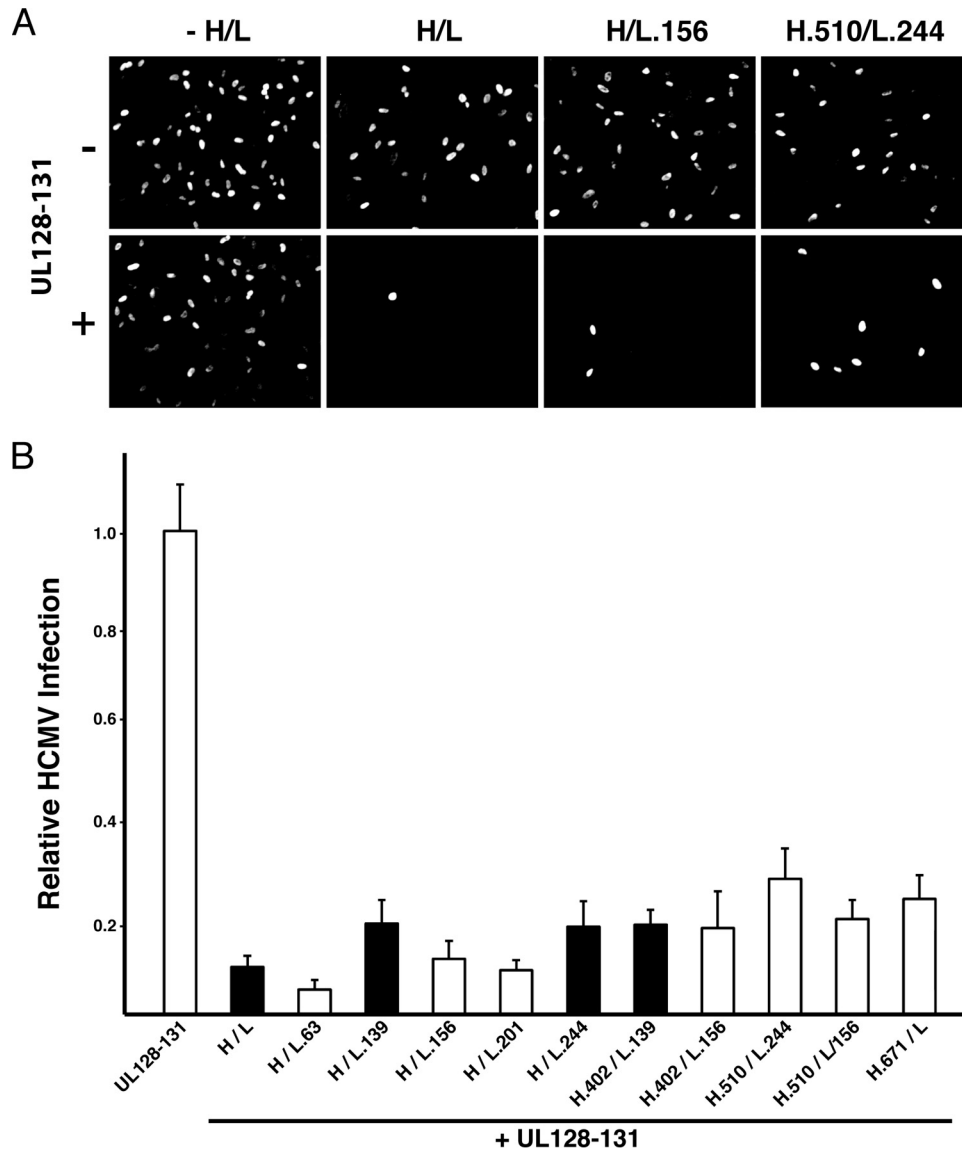 A
- H/L
H/L
H/L.156
H.510/L.244
UL128-131
-
+
B
Relative HCMV Infection
1.0
0.8
0.6
0.4
0.2
UL128-131
H / L
H / L.63
H / L.139
H / L.156
H / L.201
H / L.244
H.402 / L.139
H.402 / L.156
H.510 / L.244
H.510 / L/156
H.671 / L
+ UL128-131